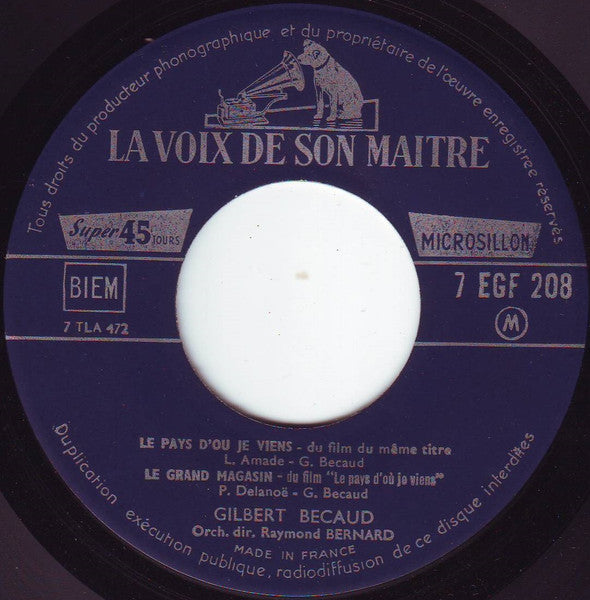 Tous droits du producteur phonographique et du propriétaire de l'œuvre enregistrée réservés
LA VOIX DE SON MAITRE
Super 45 TOURS
MICROSILLON
BIEM
7 EGF 208
7 TLA 472
M
LE PAYS D'OU JE VIENS - du film du même titre
L. Amade - G. Becaud
LE GRAND MAGASIN - du film "Le pays d'où je viens"
P. Delanoë - G. Becaud
GILBERT BECAUD
Orch. dir. Raymond BERNARD
MADE IN FRANCE
Duplication exécution publique, radiodiffusion de ce disque interdites